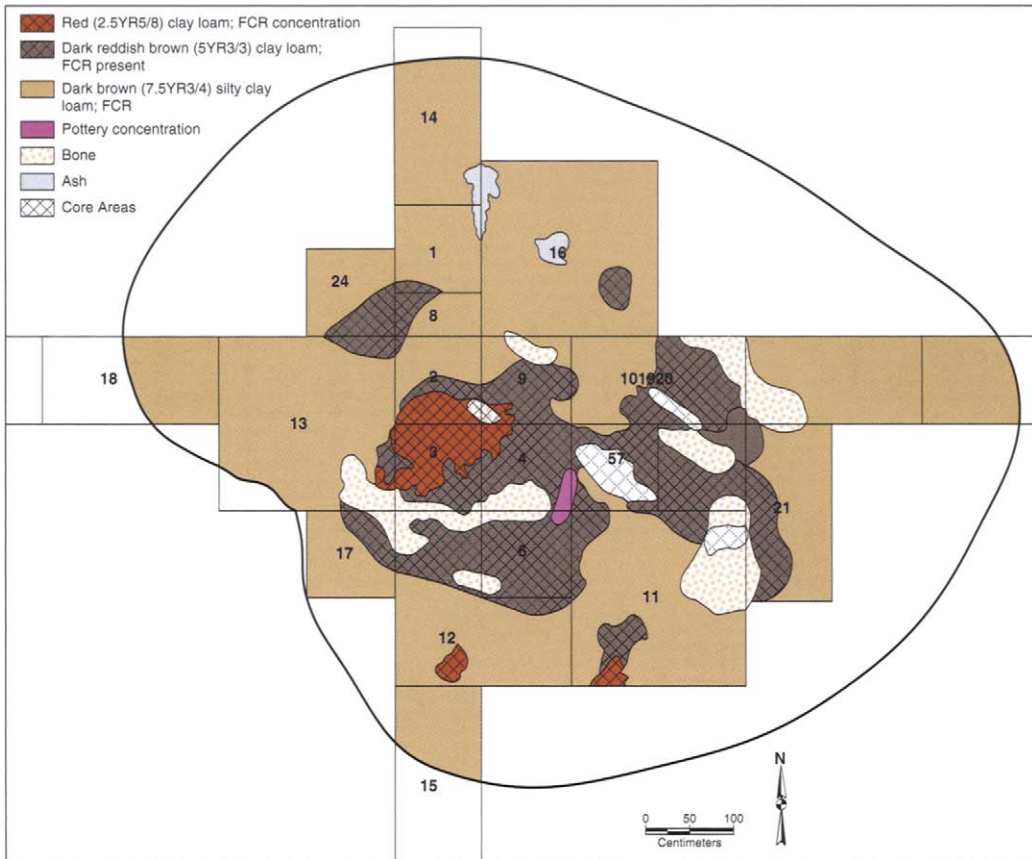 Red (2.5YR5/8) clay loam; FCR concentration
Dark reddish brown (5YR3/3) clay loam;
FCR present
Dark brown (7.5YR3/4) silty clay
loam; FCR
Pottery concentration
Bone
Ash
Core Areas
14
1
16
24
8
18
2
9
101920
13
3
4
57
21
17
6
11
12
15
N
0 50 100
Centimeters